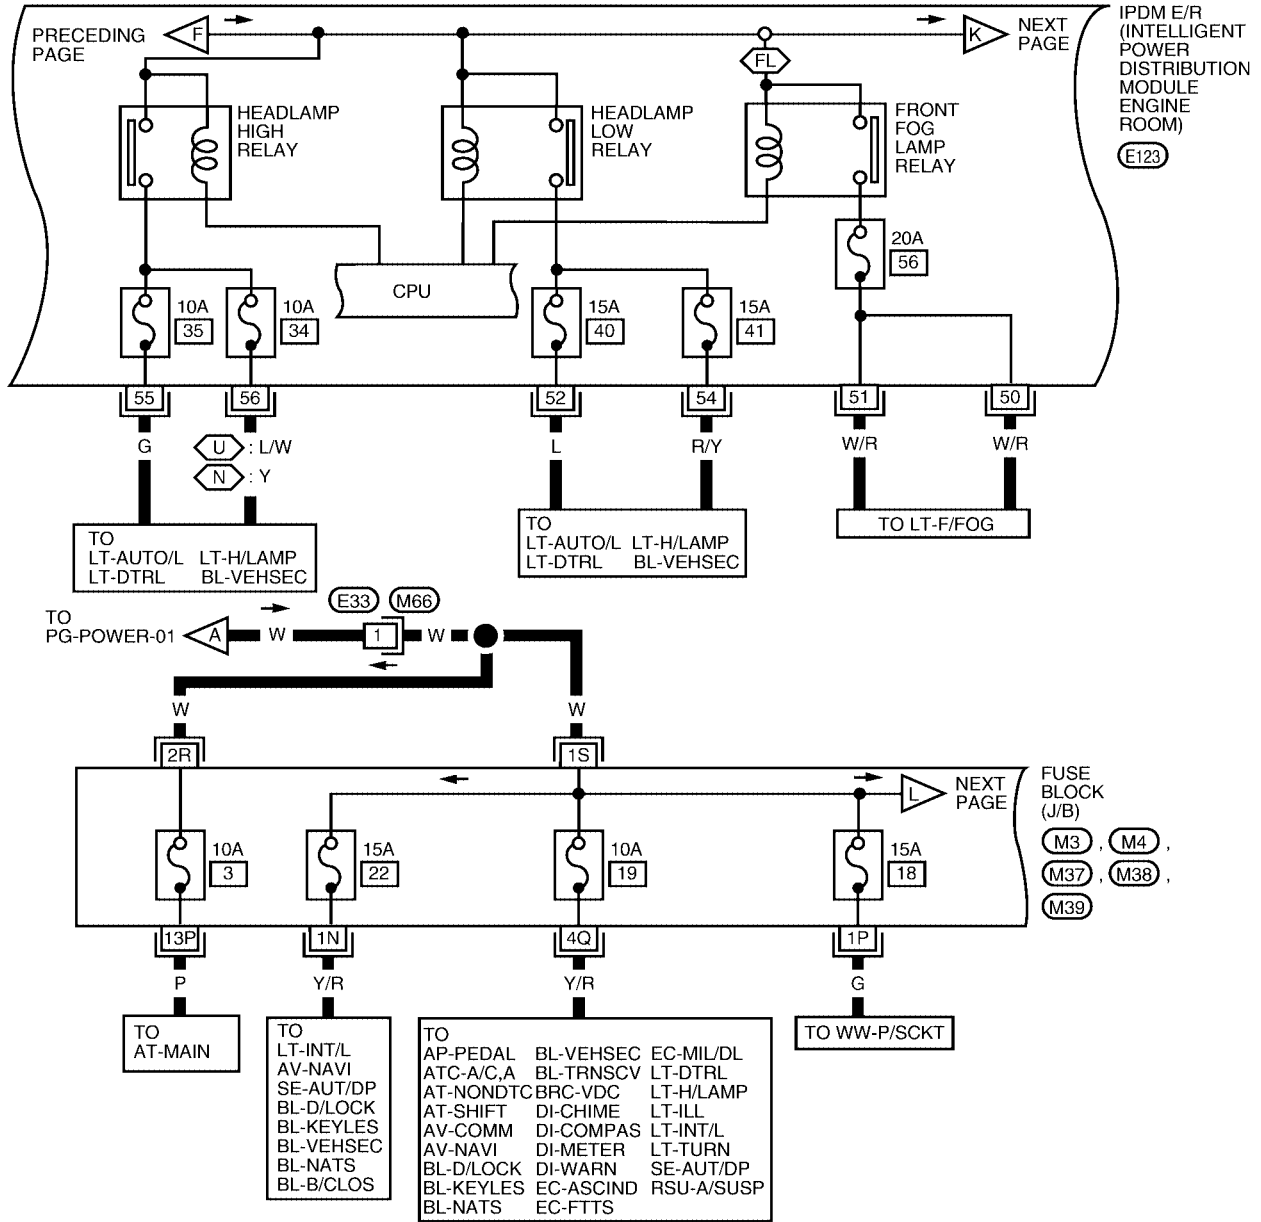 PRECEDING
PAGE
F
K
NEXT
PAGE
IPDM E/R
(INTELLIGENT
POWER
DISTRIBUTION
MODULE
ENGINE
ROOM)
E123
FL
HEADLAMP
HIGH
RELAY
HEADLAMP
LOW
RELAY
FRONT
FOG
LAMP
RELAY
CPU
20A
56
10A
35
10A
34
15A
40
15A
41
55
56
52
54
51
50
G
U : L/W
N : Y
L
R/Y
W/R
W/R
TO
LT-AUTO/L LT-H/LAMP
LT-DTRL BL-VEHSEC
TO
LT-AUTO/L LT-H/LAMP
LT-DTRL BL-VEHSEC
TO LT-F/FOG
TO
PG-POWER-01
A
W
E33
M66
1
W
W
W
2R
1S
L
NEXT
PAGE
FUSE
BLOCK
(J/B)
M3 , M4 ,
M37 , M38 ,
M39
10A
3
15A
22
10A
19
15A
18
13P
1N
4Q
1P
P
Y/R
Y/R
G
TO
AT-MAIN
TO
LT-INT/L
AV-NAVI
SE-AUT/DP
BL-D/LOCK
BL-KEYLES
BL-VEHSEC
BL-NATS
BL-B/CLOS
TO
AP-PEDAL BL-VEHSEC EC-MIL/DL
ATC-A/C,A BL-TRNSCV LT-DTRL
AT-NONDTC BRC-VDC LT-H/LAMP
AT-SHIFT DI-CHIME LT-ILL
AV-COMM DI-COMPAS LT-INT/L
AV-NAVI DI-METER LT-TURN
BL-D/LOCK DI-WARN SE-AUT/DP
BL-KEYLES EC-ASCIND RSU-A/SUSP
BL-NATS EC-FTTS
TO WW-P/SCKT